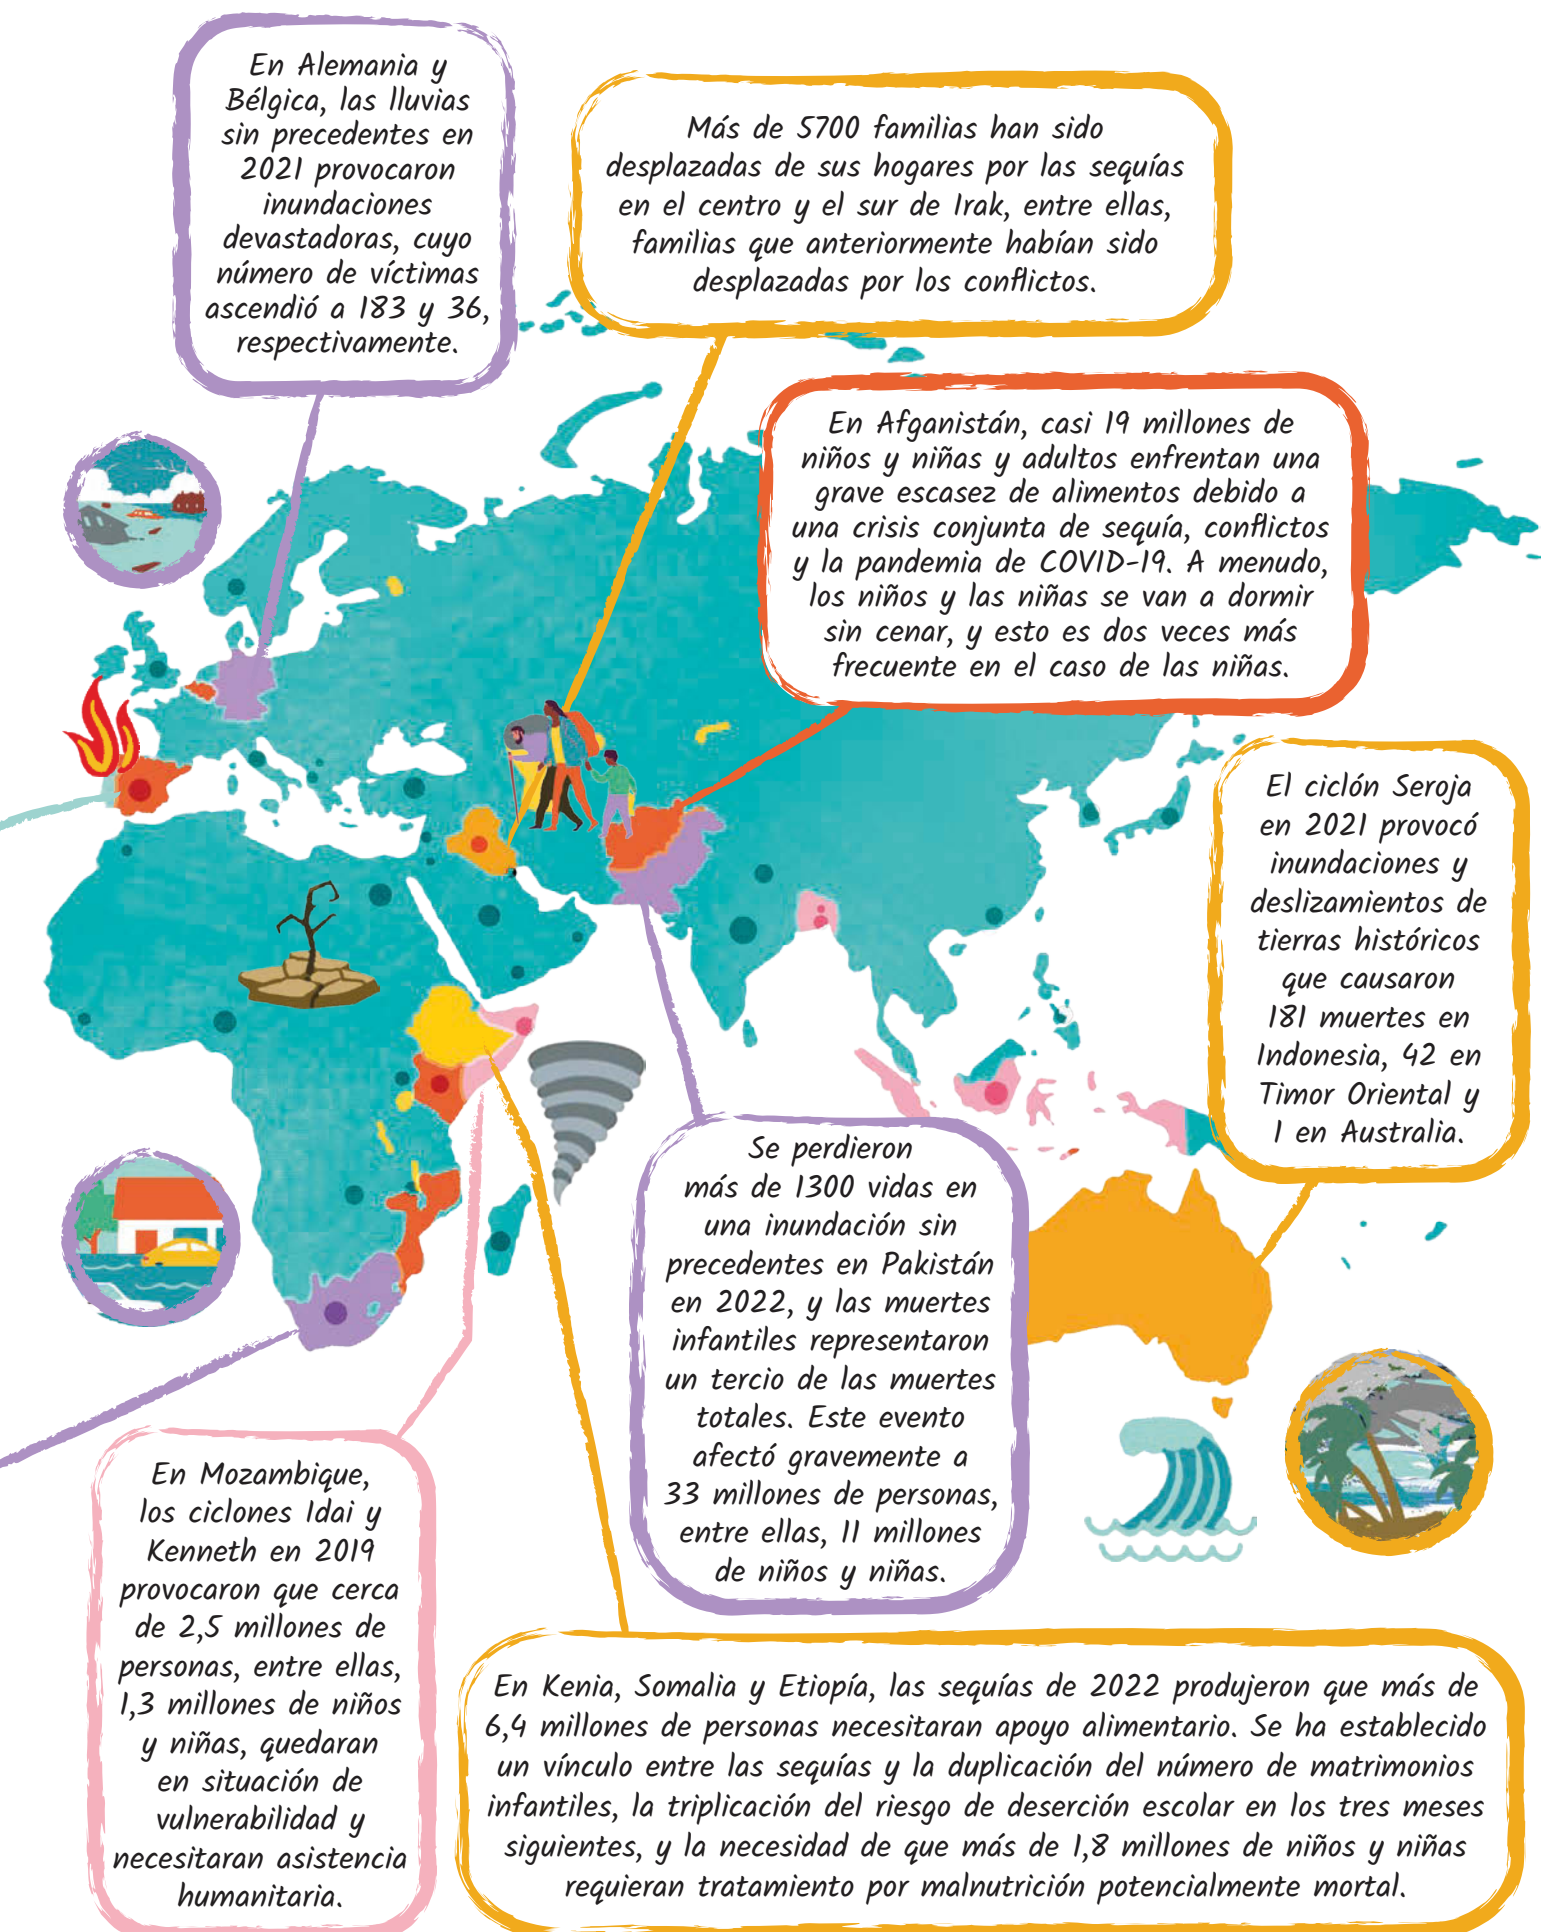 En Alemania y
Bélgica, las lluvias
sin precedentes en
2021 provocaron
inundaciones
devastadoras, cuyo
número de víctimas
ascendió a 183 y 36,
respectivamente.
Más de 5700 familias han sido
desplazadas de sus hogares por las sequías
en el centro y el sur de Irak, entre ellas,
familias que anteriormente habían sido
desplazadas por los conflictos.
En Afganistán, casi 19 millones de
niños y niñas y adultos enfrentan una
grave escasez de alimentos debido a
una crisis conjunta de sequía, conflictos
y la pandemia de COVID-19. A menudo,
los niños y las niñas se van a dormir
sin cenar, y esto es dos veces más
frecuente en el caso de las niñas.
El ciclón Seroja
en 2021 provocó
inundaciones y
deslizamientos de
tierras históricos
que causaron
181 muertes en
Indonesia, 42 en
Timor Oriental y
1 en Australia.
Se perdieron
más de 1300 vidas en
una inundación sin
precedentes en Pakistán
en 2022, y las muertes
infantiles representaron
un tercio de las muertes
totales. Este evento
afectó gravemente a
33 millones de personas,
entre ellas, 11 millones
de niños y niñas.
En Mozambique,
los ciclones Idai y
Kenneth en 2019
provocaron que cerca
de 2,5 millones de
personas, entre ellas,
1,3 millones de niños
y niñas, quedaran
en situación de
vulnerabilidad y
necesitaran asistencia
humanitaria.
En Kenia, Somalia y Etiopía, las sequías de 2022 produjeron que más de
6,4 millones de personas necesitaran apoyo alimentario. Se ha establecido
un vínculo entre las sequías y la duplicación del número de matrimonios
infantiles, la triplicación del riesgo de deserción escolar en los tres meses
siguientes, y la necesidad de que más de 1,8 millones de niños y niñas
requieran tratamiento por malnutrición potencialmente mortal.